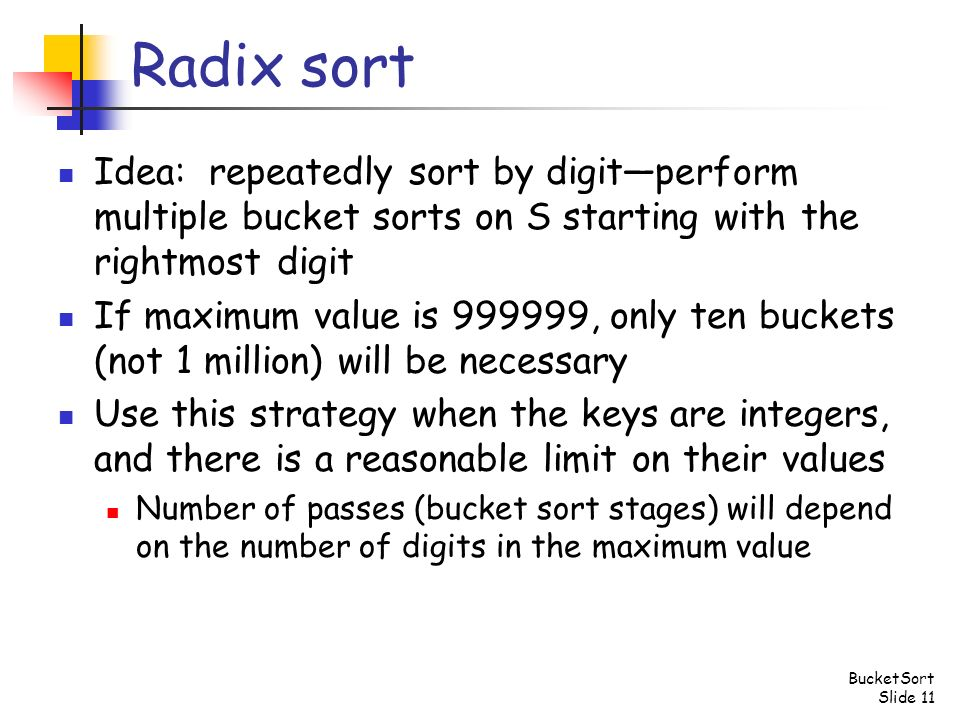 Radix sort
Idea:  repeatedly sort by digit—perform
multiple bucket sorts on S starting with the
rightmost digit
If maximum value is 999999, only ten buckets
(not 1 million) will be necessary
Use this strategy when the keys are integers,
and there is a reasonable limit on their values
Number of passes (bucket sort stages) will depend
on the number of digits in the maximum value
BucketSort
Slide 11